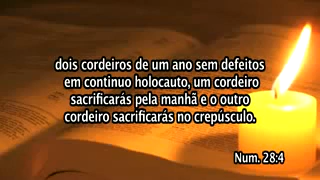 dois cordeiros de um ano sem defeitos
em continuo holocauto, um cordeiro
sacrificarás pela manhã e o outro
cordeiro sacrificarás no crepúsculo.
Num. 28:4